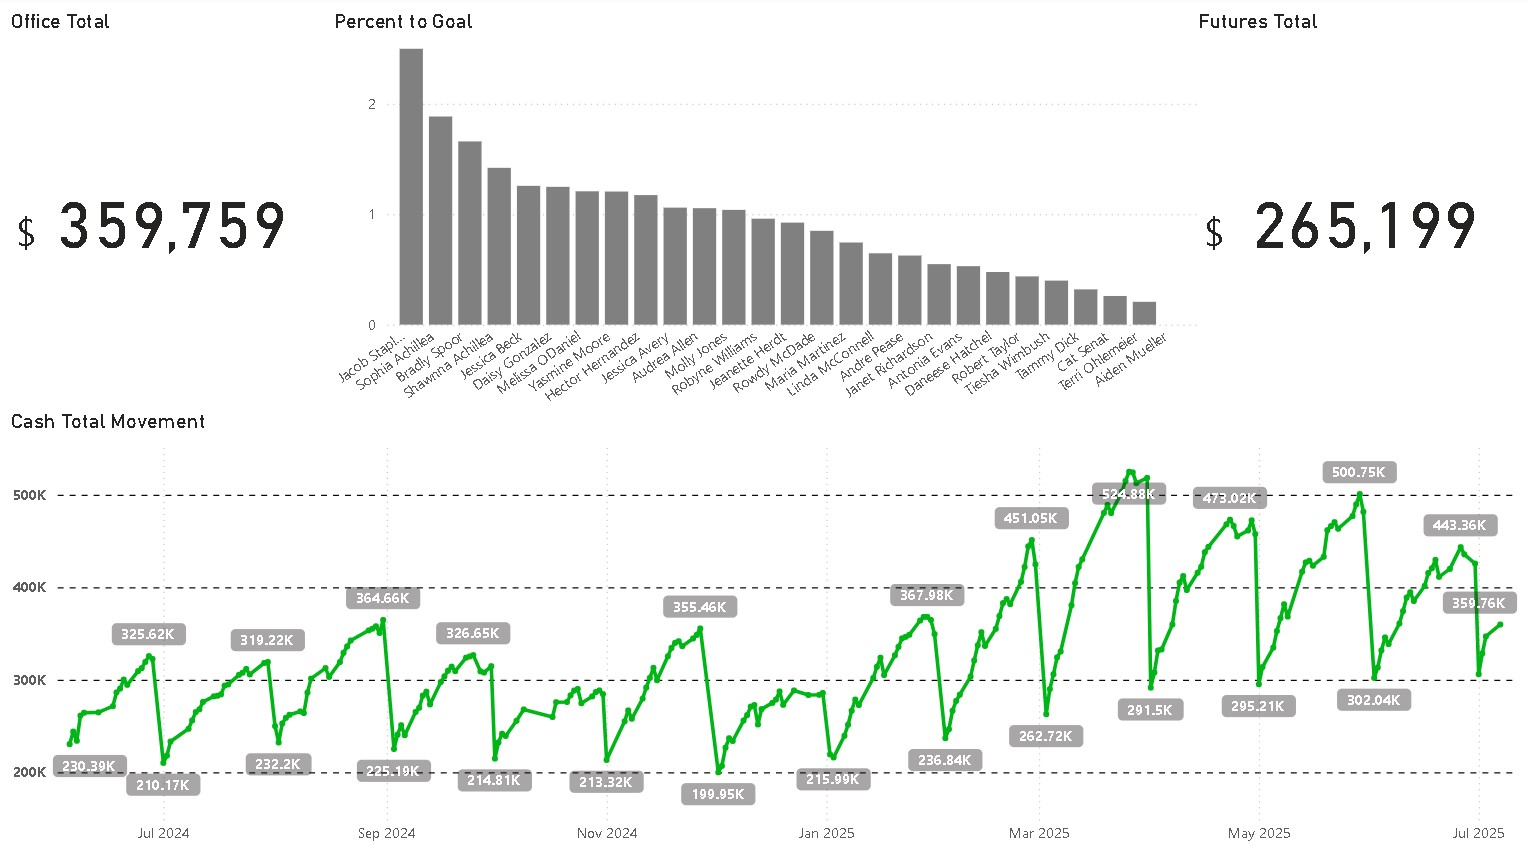 Office Total
$ 359,759
Percent to Goal
2
1
0
Jacob Stapl...
Sophia Achillea
Bradly Spoor
Shawnna Achillea
Jessica Beck
Daisy Gonzalez
Melissa ODaniel
Yasmine Moore
Hector Hernandez
Jessica Avery
Audrea Allen
Molly Jones
Robyne Williams
Jeanette Herdt
Rowdy McDade
Maria Martinez
Linda McConnell
Andre Pease
Janet Richardson
Antonia Evans
Daneese Hatchel
Robert Taylor
Tiesha Wimbush
Tammy Dick
Cat Senat
Terri Ohlemeier
Aiden Mueller
Futures Total
$ 265,199
Cash Total Movement
500K
400K
300K
200K
230.39K
325.62K
210.17K
319.22K
232.2K
364.66K
225.19K
326.65K
214.81K
213.32K
355.46K
199.95K
215.99K
367.98K
236.84K
451.05K
262.72K
524.88K
291.5K
473.02K
295.21K
500.75K
302.04K
443.36K
359.76K
Jul 2024
Sep 2024
Nov 2024
Jan 2025
Mar 2025
May 2025
Jul 2025